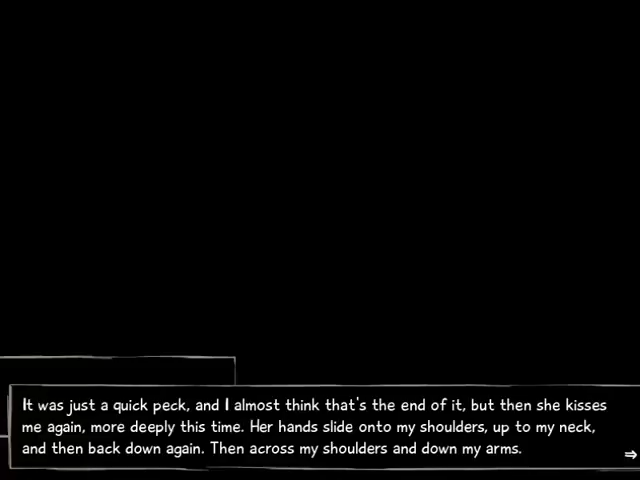 It was just a quick peck, and I almost think that's the end of it, but then she kisses
me again, more deeply this time. Her hands slide onto my shoulders, up to my neck,
and then back down again. Then across my shoulders and down my arms.
⇒